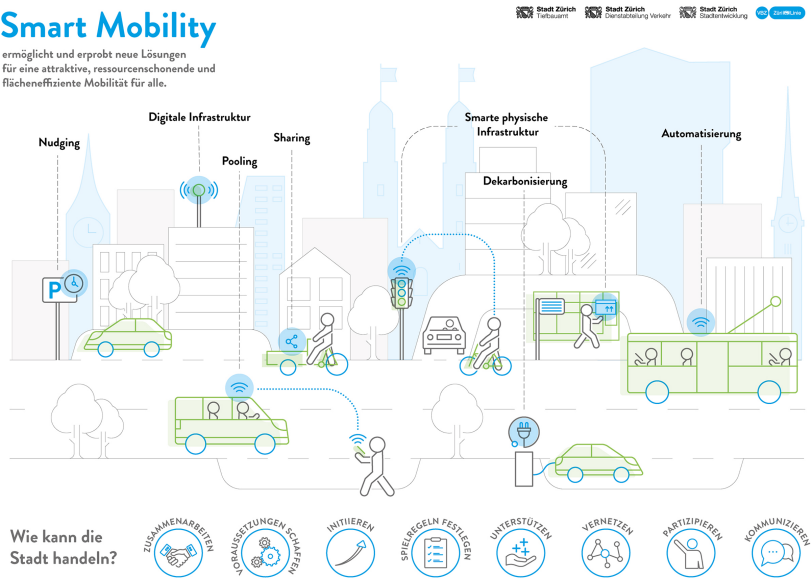 Smart Mobility
ermöglicht und erprobt neue Lösungen
für eine attraktive, ressourcenschonende und
flächeneffiziente Mobilität für alle.
Stadt Zürich
Tiefbauamt
Stadt Zürich
Dienstabteilung Verkehr
Stadt Zürich
Stadtentwicklung
VBZ
Züri Linie
Nudging
Digitale Infrastruktur
Pooling
Sharing
Smarte physische
Infrastruktur
Dekarbonisierung
Automatisierung
P
Wie kann die
Stadt handeln?
ZUSAMMENARBEITEN
VORAUSSETZUNGEN SCHAFFEN
INITIIEREN
SPIELREGELN FESTLEGEN
UNTERSTÜTZEN
VERNETZEN
PARTIZIPIEREN
KOMMUNIZIEREN